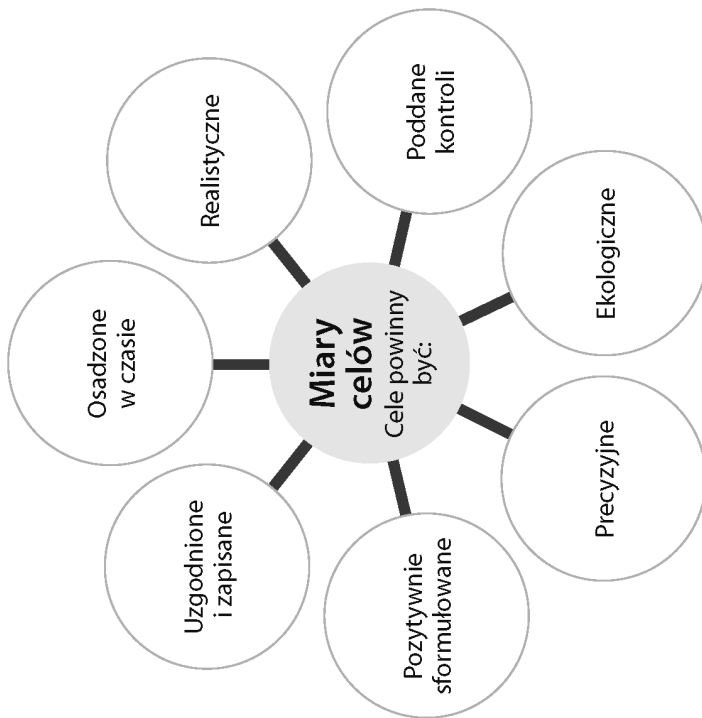 Miary
celów
Cele powinny
być:
Osadzone
w czasie
Realistyczne
Poddane
kontroli
Ekologiczne
Precyzyjne
Pozytywnie
sformułowane
Uzgodnione
i zapisane